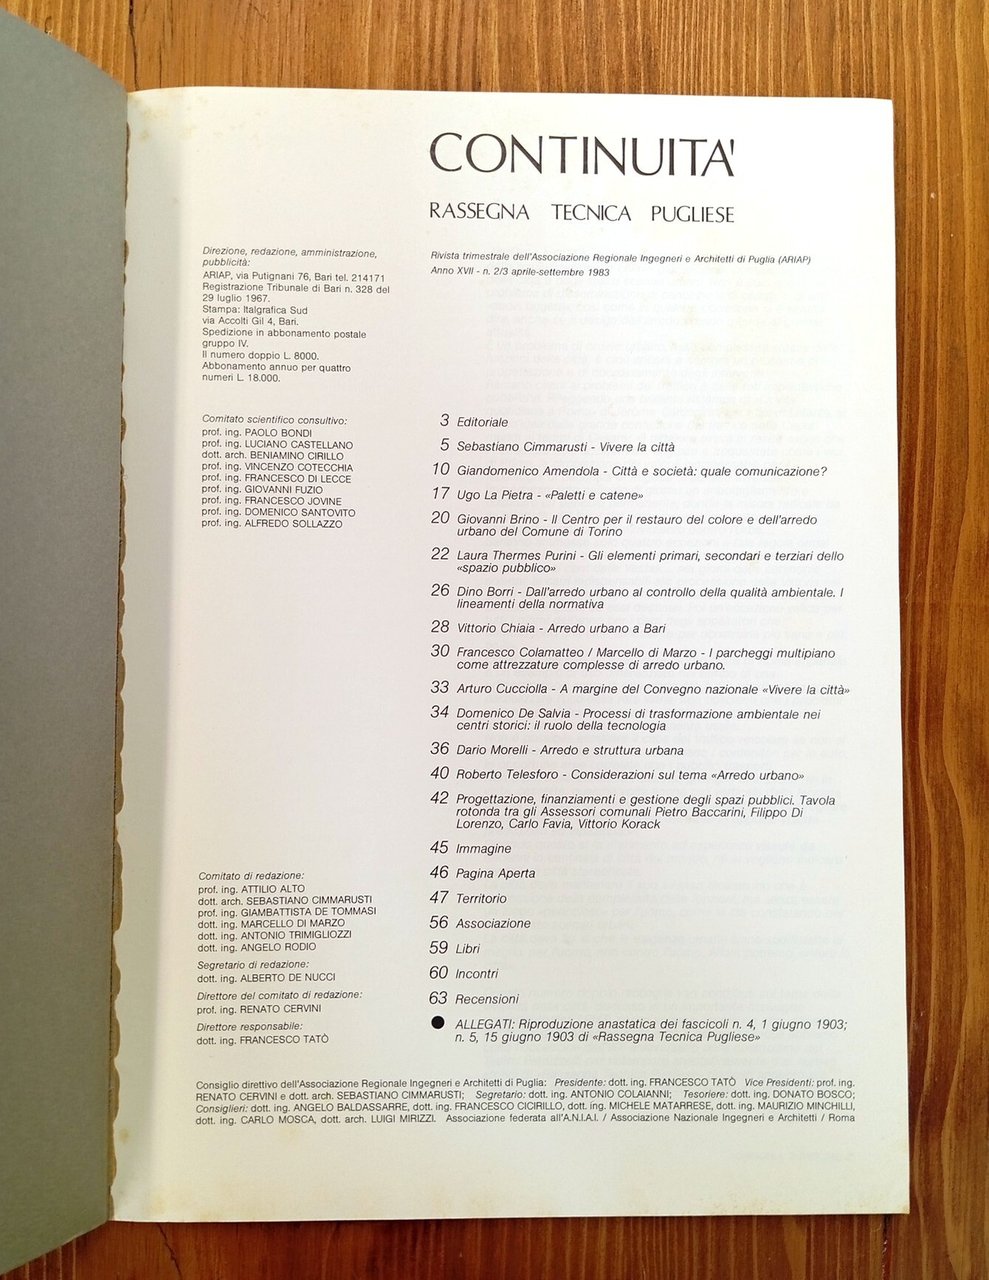 CONTINUITA'
RASSEGNA TECNICA PUGLIESE
Direzione, redazione, amministrazione,
pubblicità:
ARIAP, via Putignani 76, Bari tel. 214171
Registrazione Tribunale di Bari n. 328 del
29 luglio 1967.
Stampa: Italgrafica Sud
via Accolti Gil 4, Bari.
Spedizione in abbonamento postale
gruppo IV.
Il numero doppio L. 8000.
Abbonamento annuo per quattro
numeri L. 18.000.
Rivista trimestrale dell'Associazione Regionale Ingegneri e Architetti di Puglia (ARIAP)
Anno XVII - n. 2/3 aprile-settembre 1983
Comitato scientifico consultivo:
prof. ing. PAOLO BONDI
prof. ing. LUCIANO CASTELLANO
dott. arch. BENIAMINO CIRILLO
prof. ing. VINCENZO COTECCHIA
prof. ing. FRANCESCO DI LECCE
prof. ing. GIOVANNI FUZIO
prof. ing. FRANCESCO JOVINE
prof. ing. DOMENICO SANTOVITO
prof. ing. ALFREDO SOLLAZZO
3 Editoriale
5 Sebastiano Cimmarusti - Vivere la città
10 Giandomenico Amendola - Città e società: quale comunicazione?
17 Ugo La Pietra - «Paletti e catene»
20 Giovanni Brino - Il Centro per il restauro del colore e dell'arredo
urbano del Comune di Torino
22 Laura Thermes Purini - Gli elementi primari, secondari e terziari dello
«spazio pubblico»
26 Dino Borri - Dall'arredo urbano al controllo della qualità ambientale. I
lineamenti della normativa
28 Vittorio Chiaia - Arredo urbano a Bari
30 Francesco Colamatteo / Marcello di Marzo - I parcheggi multipiano
come attrezzature complesse di arredo urbano.
33 Arturo Cucciolla - A margine del Convegno nazionale «Vivere la città»
34 Domenico De Salvia - Processi di trasformazione ambientale nei
centri storici: il ruolo della tecnologia
36 Dario Morelli - Arredo e struttura urbana
40 Roberto Telesforo - Considerazioni sul tema «Arredo urbano»
42 Progettazione, finanziamenti e gestione degli spazi pubblici. Tavola
rotonda tra gli Assessori comunali Pietro Baccarini, Filippo Di
Lorenzo, Carlo Favia, Vittorio Korack
45 Immagine
46 Pagina Aperta
47 Territorio
56 Associazione
59 Libri
60 Incontri
63 Recensioni
● ALLEGATI: Riproduzione anastatica dei fascicoli n. 4, 1 giugno 1903;
n. 5, 15 giugno 1903 di «Rassegna Tecnica Pugliese»
Comitato di redazione:
prof. ing. ATTILIO ALTO
dott. arch. SEBASTIANO CIMMARUSTI
prof. ing. GIAMBATTISTA DE TOMMASI
dott. ing. MARCELLO DI MARZO
dott. ing. ANTONIO TRIMIGLIOZZI
dott. ing. ANGELO RODIO
Segretario di redazione:
dott. ing. ALBERTO DE NUCCI
Direttore del comitato di redazione:
prof. ing. RENATO CERVINI
Direttore responsabile:
dott. ing. FRANCESCO TATÒ
Consiglio direttivo dell'Associazione Regionale Ingegneri e Architetti di Puglia: Presidente: dott. ing. FRANCESCO TATÒ Vice Presidenti: prof. ing.
RENATO CERVINI e dott. arch. SEBASTIANO CIMMARUSTI; Segretario: dott. ing. ANTONIO COLAIANNI; Tesoriere: dott. ing. DONATO BOSCO;
Consiglieri: dott. ing. ANGELO BALDASSARRE, dott. ing. FRANCESCO CICIRILLO, dott. ing. MICHELE MATARRESE, dott. ing. MAURIZIO MINCHILLI,
dott. ing. CARLO MOSCA, dott. arch. LUIGI MIRIZZI. Associazione federata all'A.N.I.A.I. / Associazione Nazionale Ingegneri e Architetti / Roma